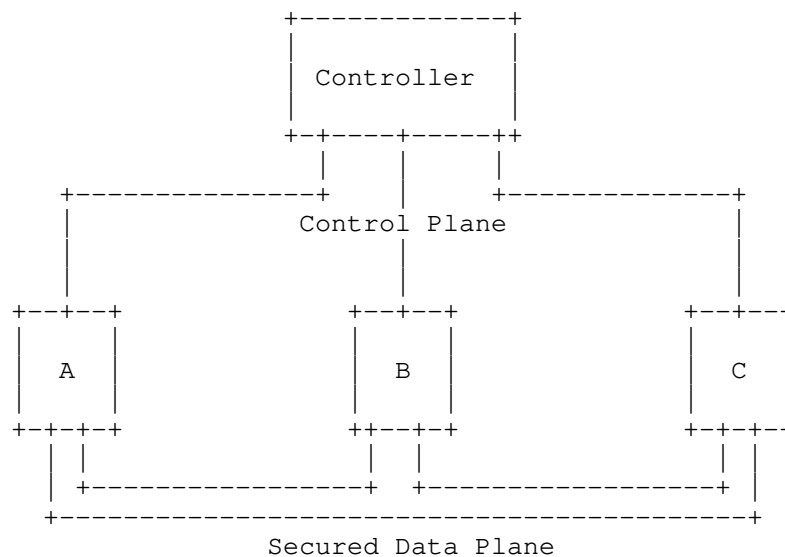 Controller
Control Plane
A B C
Secured Data Plane